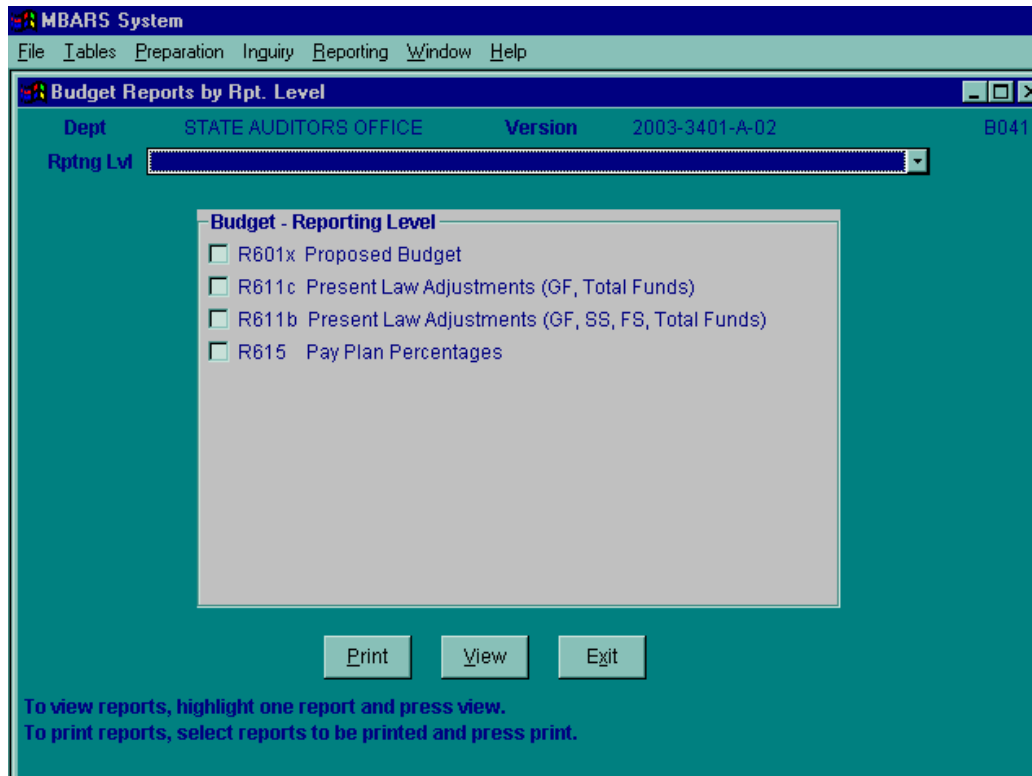 MBARS System
File Tables Preparation Inguiry Reporting Window Help
Budget Reports by Rpt. Level
Dept STATE AUDITORS OFFICE Version 2003-3401-A-02 B041
Rptng Lvl
Budget - Reporting Level
R601x Proposed Budget
R611c Present Law Adjustments (GF, Total Funds)
R611b Present Law Adjustments (GF, SS, FS, Total Funds)
R615 Pay Plan Percentages
Print View Exit
To view reports, highlight one report and press view.
To print reports, select reports to be printed and press print.